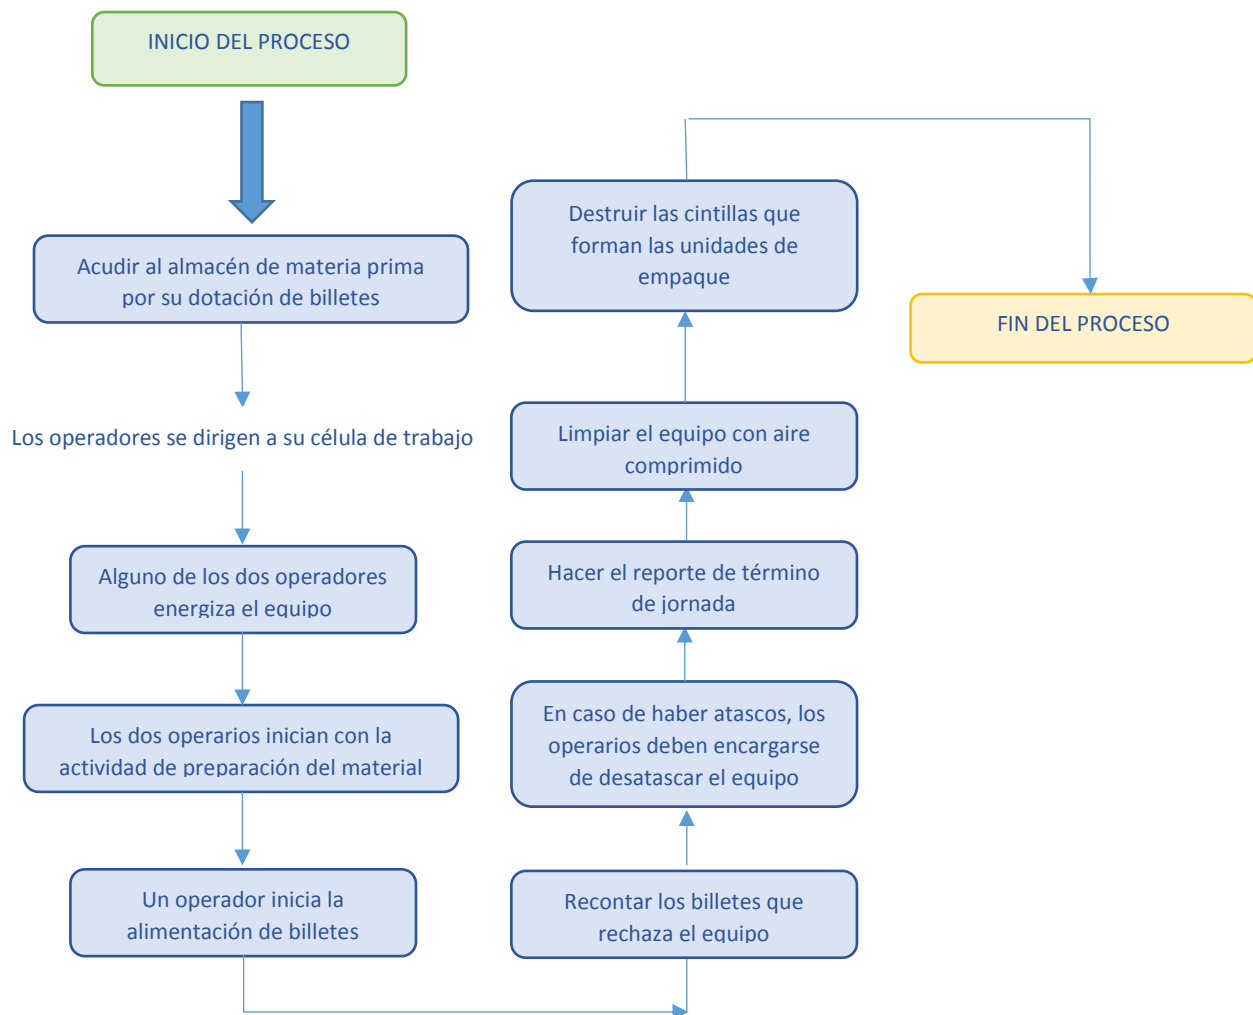 INICIO DEL PROCESO
Acudir al almacén de materia prima
por su dotación de billetes
Los operadores se dirigen a su célula de trabajo
Alguno de los dos operadores
energiza el equipo
Los dos operarios inician con la
actividad de preparación del material
Un operador inicia la
alimentación de billetes
Recontar los billetes que
rechaza el equipo
En caso de haber atascos, los
operarios deben encargarse
de desatascar el equipo
Hacer el reporte de término
de jornada
Limpiar el equipo con aire
comprimido
Destruir las cintillas que
forman las unidades de
empaque
FIN DEL PROCESO